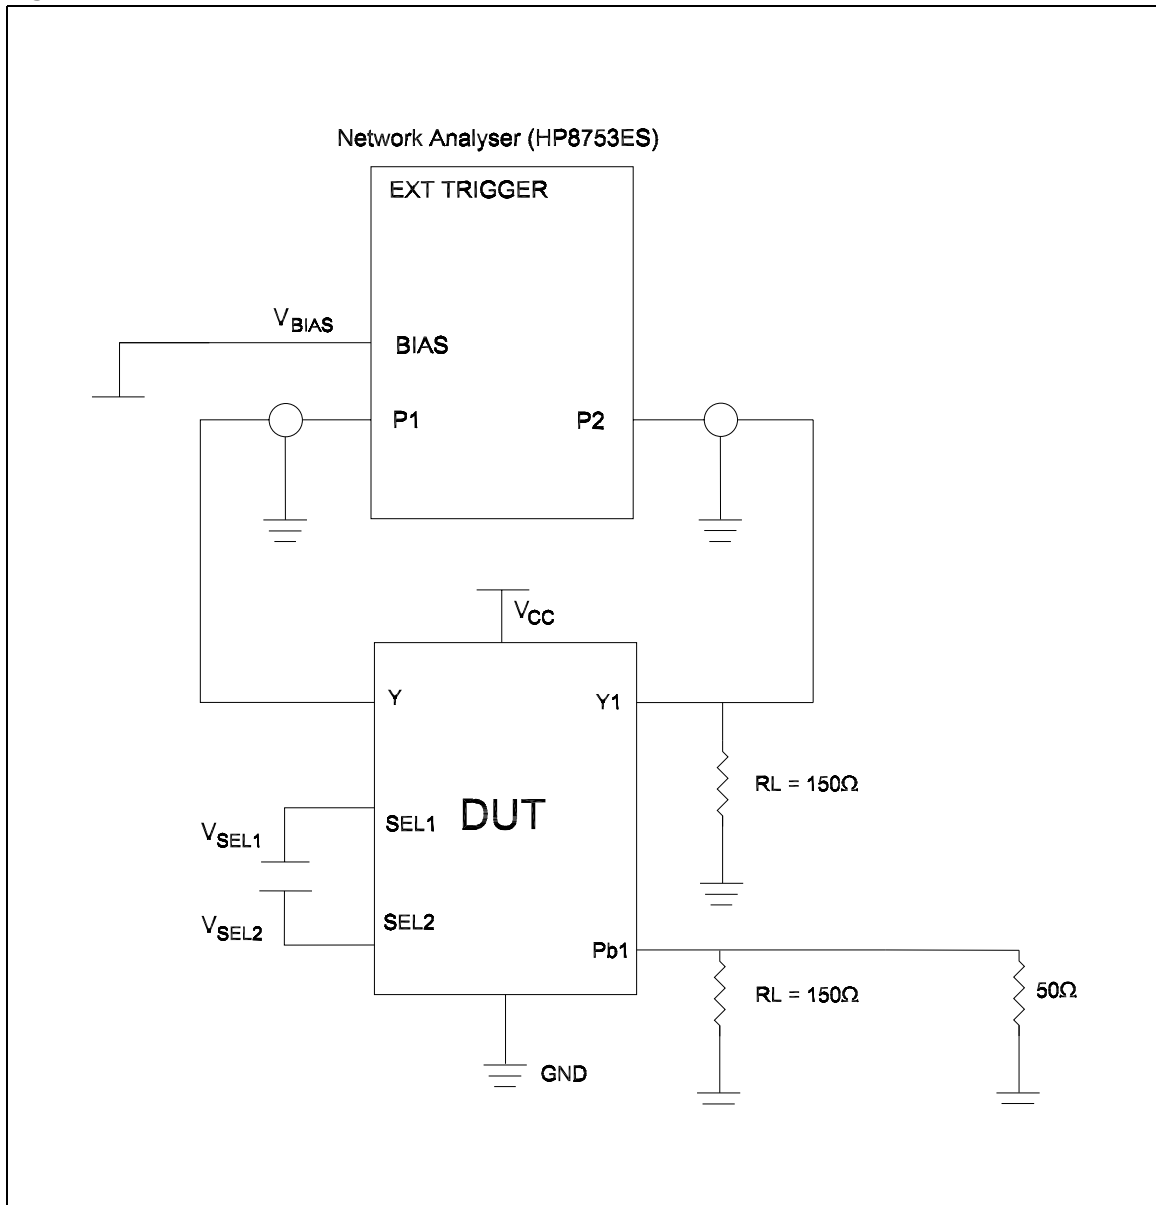 Network Analyser (HP8753ES)
EXT TRIGGER
VBIAS
BIAS
P1
P2
VCC
Y
Y1
RL = 150Ω
VSEL1
SEL1
DUT
VSEL2
SEL2
Pb1
RL = 150Ω
50Ω
GND